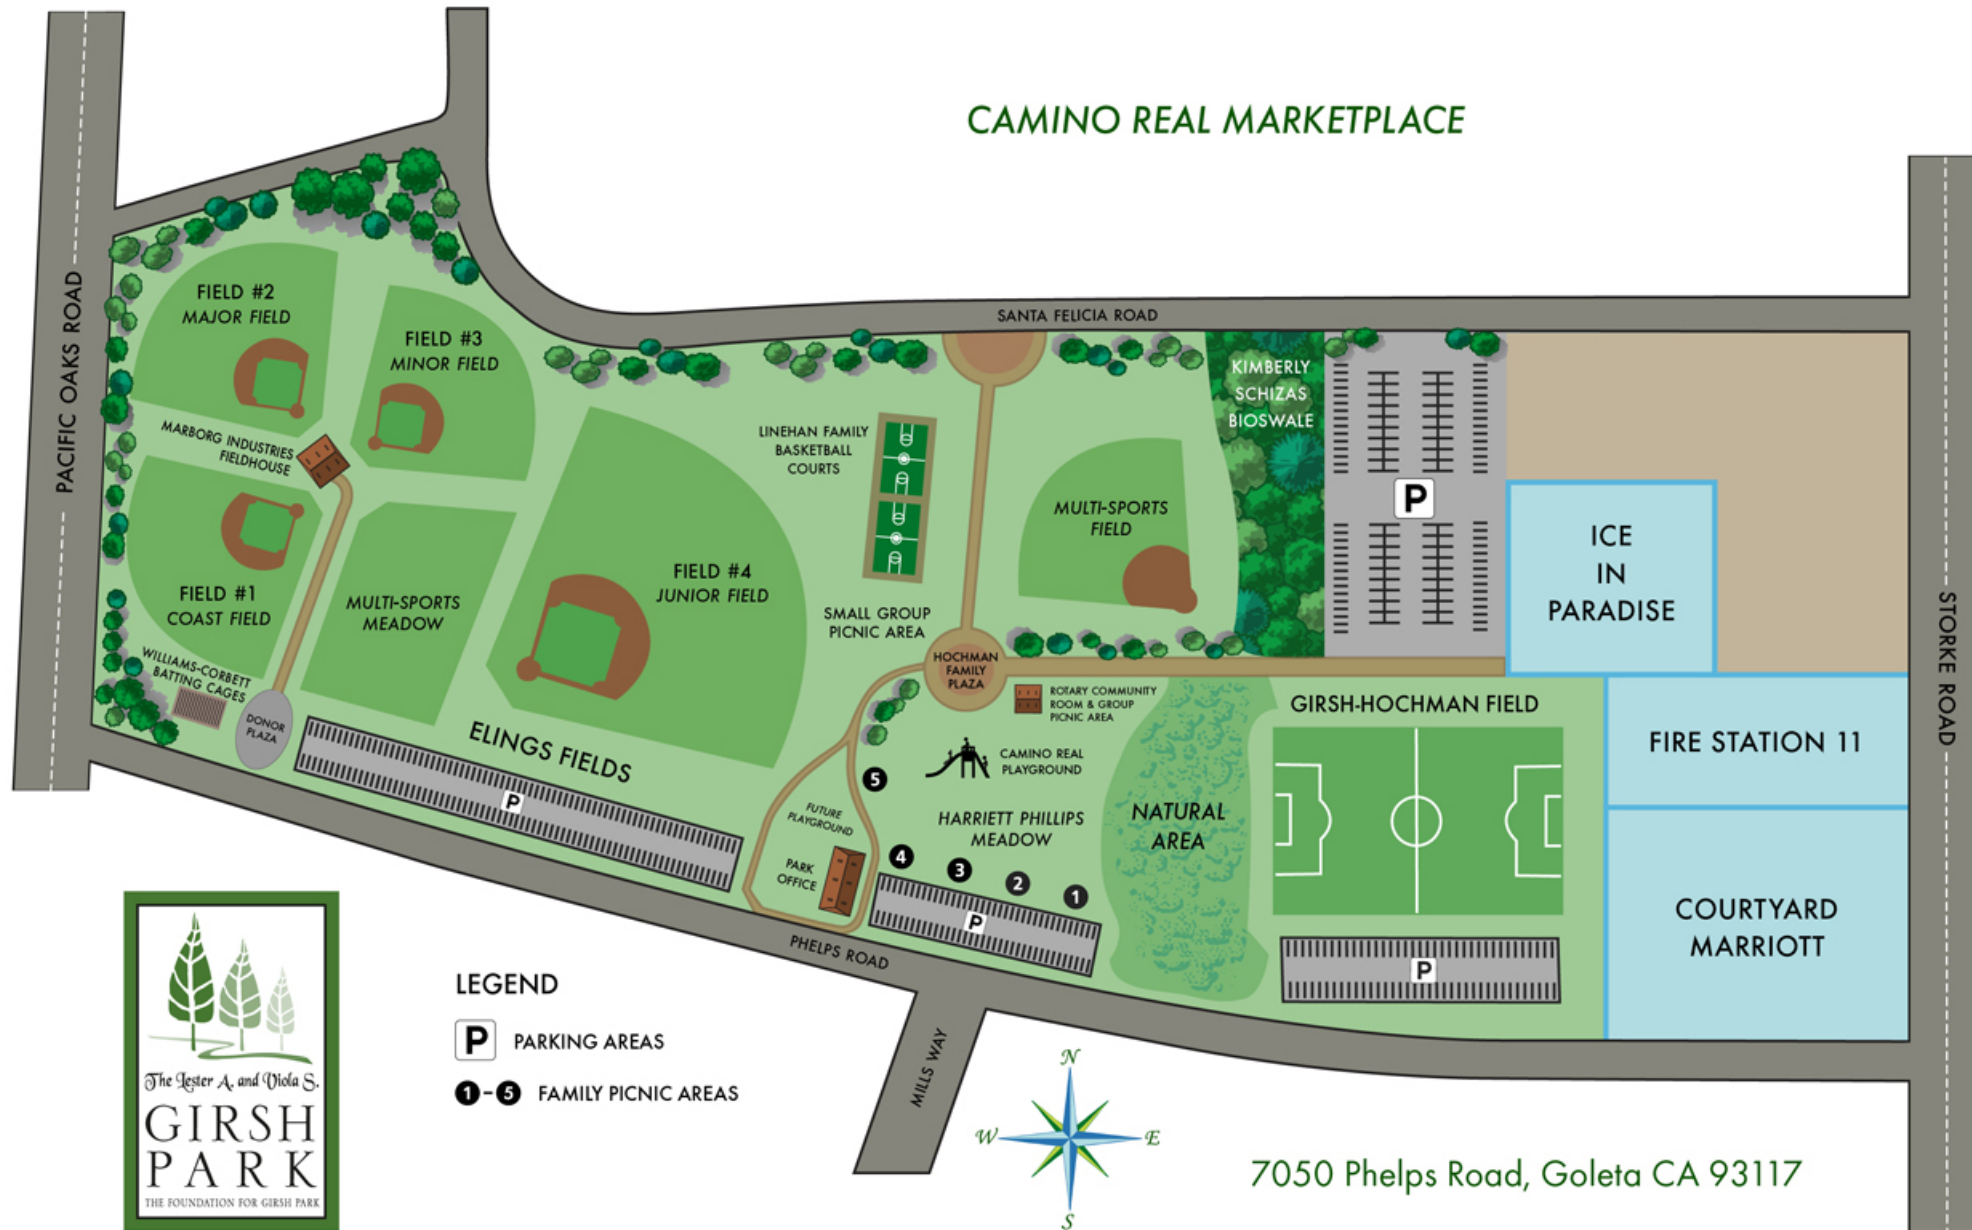 CAMINO REAL MARKETPLACE
PACIFIC OAKS ROAD
SANTA FELICIA ROAD
STORKE ROAD
FIELD #2
MAJOR FIELD
FIELD #3
MINOR FIELD
MARBORG INDUSTRIES
FIELDHOUSE
FIELD #1
COAST FIELD
MULTI-SPORTS
MEADOW
WILLIAMS-CORBETT
BATTING CAGES
DONOR
PLAZA
FIELD #4
JUNIOR FIELD
ELINGS FIELDS
P
LINEHAN FAMILY
BASKETBALL
COURTS
SMALL GROUP
PICNIC AREA
MULTI-SPORTS
FIELD
KIMBERLY
SCHIZAS
BIOSWALE
P
ICE
IN
PARADISE
HOCHMAN
FAMILY
PLAZA
ROTARY COMMUNITY
ROOM & GROUP
PICNIC AREA
CAMINO REAL
PLAYGROUND
5
FUTURE
PLAYGROUND
PARK
OFFICE
HARRIETT PHILLIPS
MEADOW
4
3
2
1
P
NATURAL
AREA
GIRSH-HOCHMAN FIELD
P
FIRE STATION 11
COURTYARD
MARRIOTT
PHELPS ROAD
MILLS WAY
The Lester A. and Viola S.
GIRSH
PARK
THE FOUNDATION FOR GIRSH PARK
LEGEND
P PARKING AREAS
1-5 FAMILY PICNIC AREAS
N
W E
S
7050 Phelps Road, Goleta CA 93117